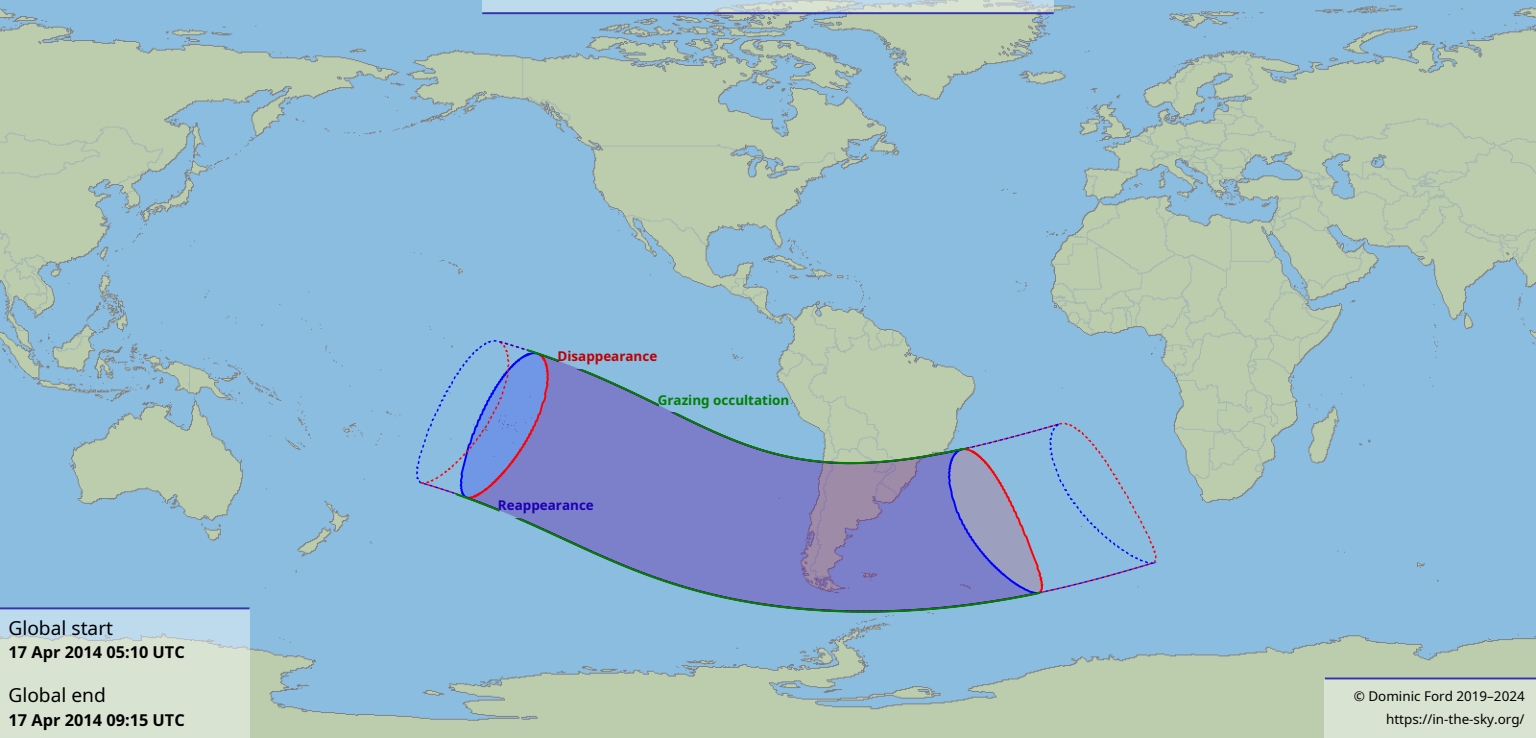 Disappearance
Grazing occultation
Reappearance
Global start
17 Apr 2014 05:10 UTC
Global end
17 Apr 2014 09:15 UTC
© Dominic Ford 2019–2024
https://in-the-sky.org/